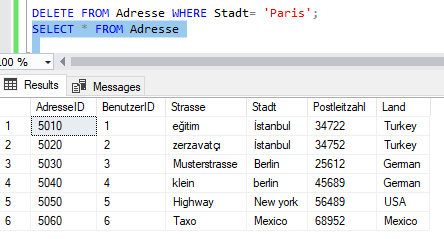 DELETE FROM Adresse WHERE Stadt= 'Paris';
SELECT * FROM Adresse
.00 %
Results Messages
AdresseID BenutzerID Strasse Stadt Postleitzahl Land
1 5010 1 eğitim İstanbul 34722 Turkey
2 5020 2 zerzavatçı İstanbul 34752 Turkey
3 5030 3 Musterstrasse Berlin 25612 German
4 5040 4 klein berlin 45689 German
5 5050 5 Highway New york 56489 USA
6 5060 6 Taxo Mexico 68952 Mexico